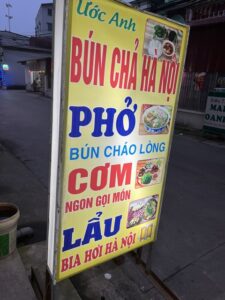 Ước Anh
BÚN CHẢ HÀ NỘI
PHỞ
BÚN CHÁO LÒNG
CƠM
NGON GỌI MÓN
LẨU
BIA HƠI HÀ NỘI